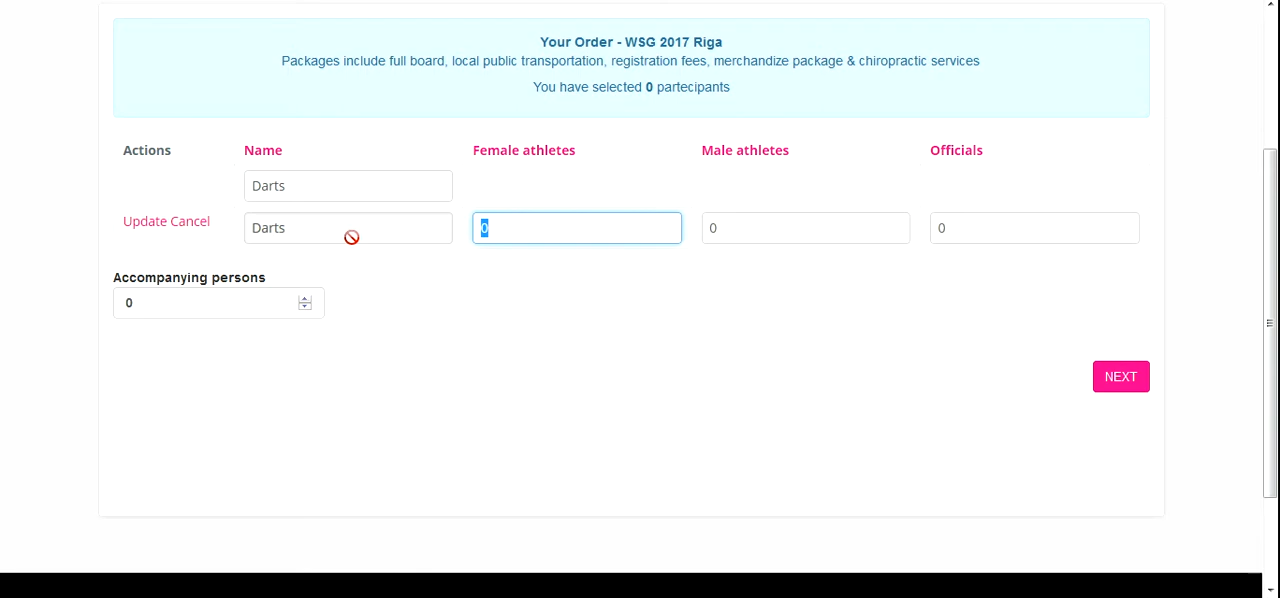 Your Order - WSG 2017 Riga
Packages include full board, local public transportation, registration fees, merchandize package & chiropractic services
You have selected 0 partecipants
Actions Name Female athletes Male athletes Officials
Darts
Update Cancel Darts 0 0 0
Accompanying persons
0
NEXT